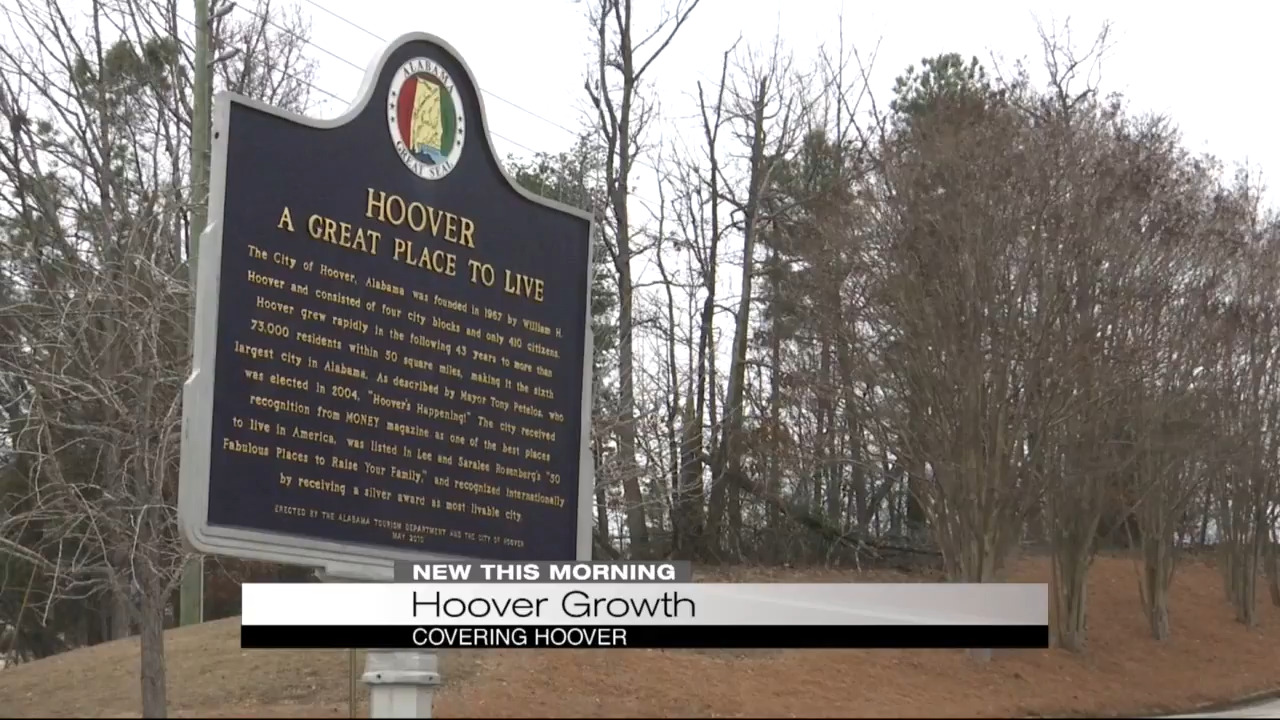 ALABAMA
GREAT SEAL
HOOVER
A GREAT PLACE TO LIVE
The City of Hoover, Alabama was founded in 1967 by William H.
Hoover and consisted of four city blocks and only 410 citizens.
Hoover grew rapidly in the following 43 years to more than
73,000 residents within 50 square miles, making it the sixth
largest city in Alabama. As described by Mayor Tony Petelos, who
was elected in 2004, "Hoover's Happening!" The city received
recognition from MONEY magazine as one of the best places
to live in America, was listed in Lee and Saralee Rosenberg's "50
Fabulous Places to Raise Your Family," and recognized internationally
by receiving a silver award as most livable city.
ERECTED BY THE ALABAMA TOURISM DEPARTMENT AND THE CITY OF HOOVER
MAY 2010
NEW THIS MORNING
Hoover Growth
COVERING HOOVER